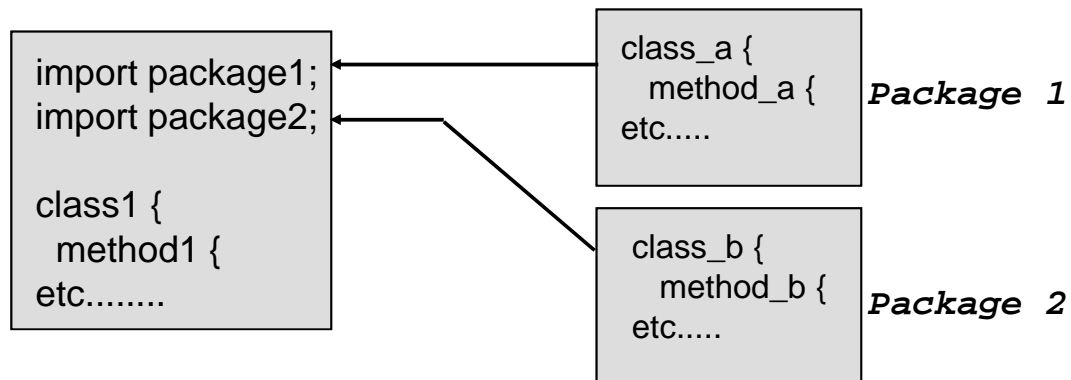 import package1;
import package2;
class1 {
method1 {
etc........
class_a {
method_a {
etc.....
Package 1
class_b {
method_b {
etc.....
Package 2